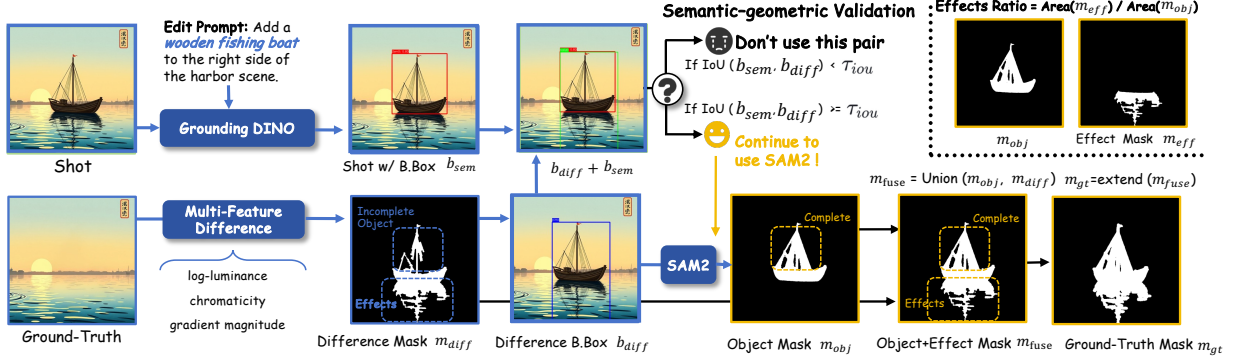 Edit Prompt: Add a
wooden fishing boat
to the right side of
the harbor scene.
Grounding DINO
Shot
Shot w/ B.Box b_sem
b_diff + b_sem
Semantic-geometric Validation
Don't use this pair
If IoU (b_sem, b_diff) < τ_iou
?
If IoU (b_sem, b_diff) >= τ_iou
Continue to
use SAM2 !
Effects Ratio = Area(m_eff) / Area(m_obj)
m_obj
Effect Mask m_eff
m_fuse = Union (m_obj, m_diff) m_gt=extend (m_fuse)
Multi-Feature
Difference
log-luminance
chromaticity
gradient magnitude
Ground-Truth
Incomplete
Object
Effects
Difference Mask m_diff
Difference B.Box b_diff
SAM2
Complete
Object Mask m_obj
Complete
Effects
Object+Effect Mask m_fuse
Ground-Truth Mask m_gt